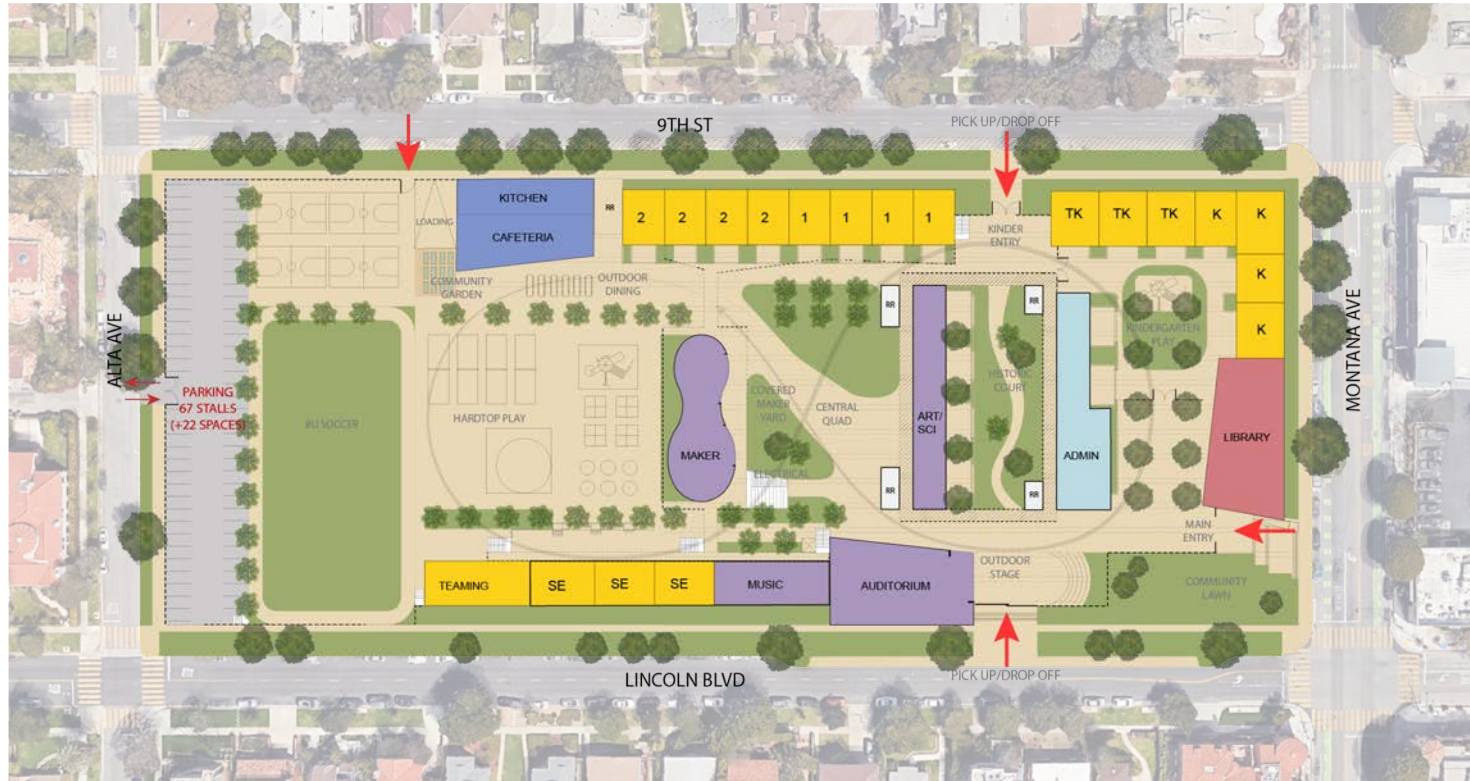 9TH ST
PICK UP/DROP OFF
KITCHEN
CAFETERIA
LOADING
RR
2
2
2
2
1
1
1
1
KINDER
ENTRY
TK
TK
TK
K
K
K
K
COMMUNITY
GARDEN
OUTDOOR
DINING
RR
RR
KINDERGARTEN
PLAY
ALTA AVE
MONTANA AVE
PARKING
67 STALLS
(+22 SPACES)
8U SOCCER
HARDTOP PLAY
MAKER
COVERED
MAKER
YARD
CENTRAL
QUAD
ART/
SCI
HISTORIC
COURT
ADMIN
LIBRARY
ELECTRICAL
RR
RR
MAIN
ENTRY
TEAMING
SE
SE
SE
MUSIC
AUDITORIUM
OUTDOOR
STAGE
COMMUNITY
LAWN
LINCOLN BLVD
PICK UP/DROP OFF